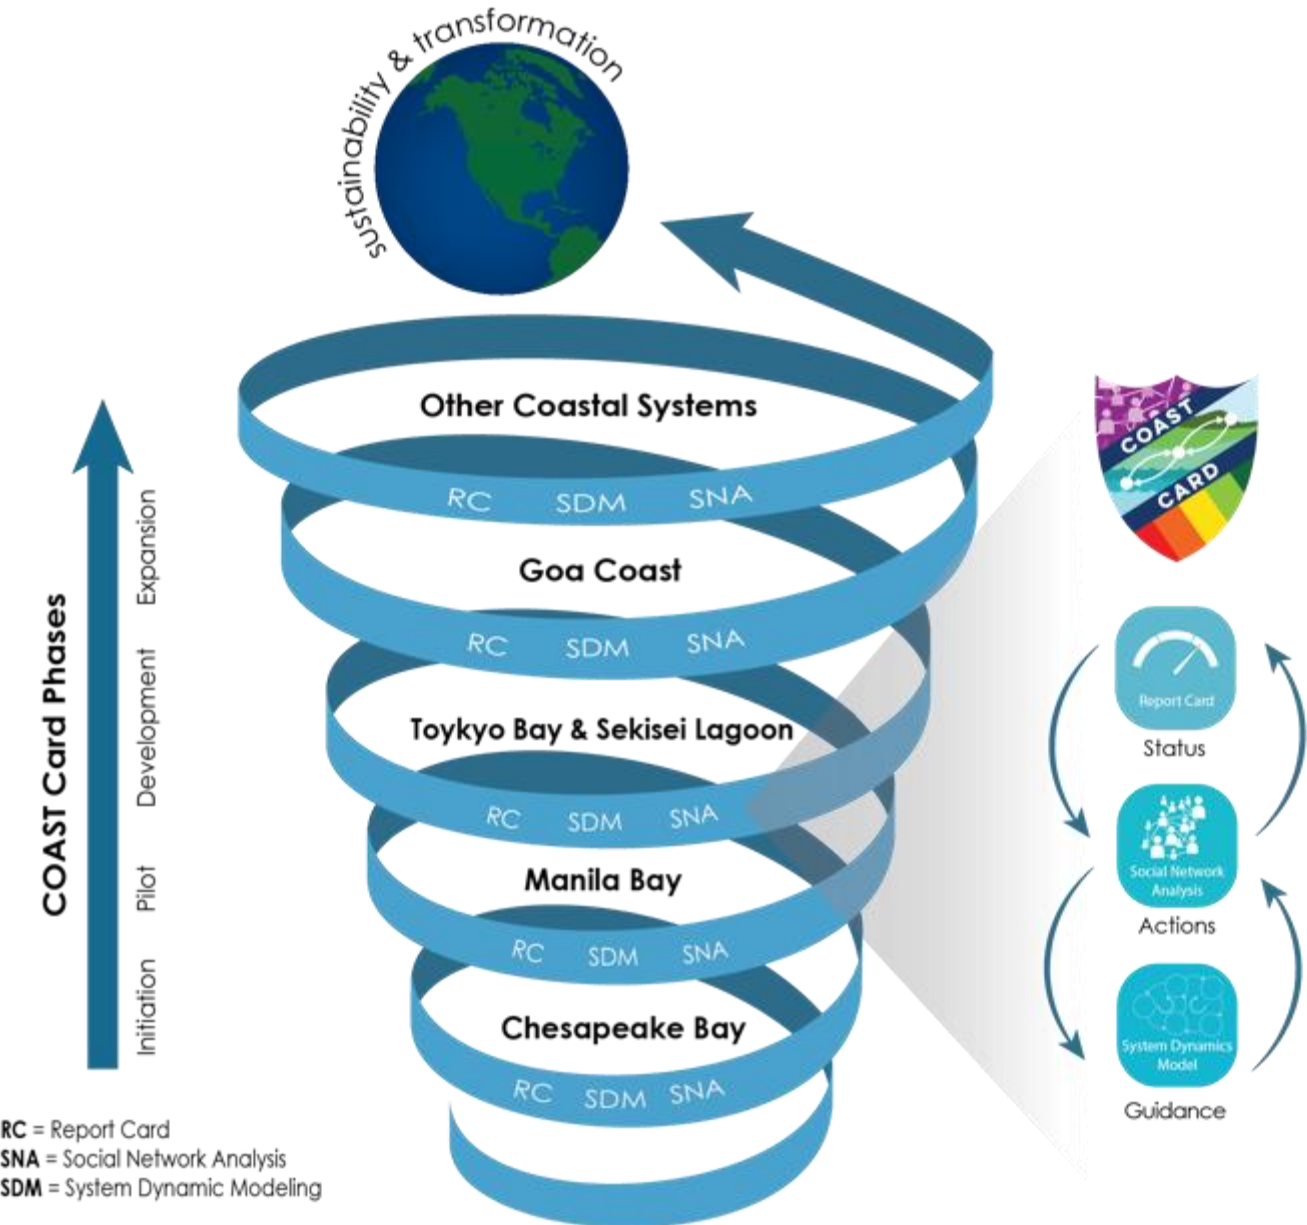 sustainability & transformation
Other Coastal Systems
RC SDM SNA
Goa Coast
RC SDM SNA
Toykyo Bay & Sekisei Lagoon
RC SDM SNA
Manila Bay
RC SDM SNA
Chesapeake Bay
RC SDM SNA
COAST Card Phases
Expansion
Development
Pilot
Initiation
RC = Report Card
SNA = Social Network Analysis
SDM = System Dynamic Modeling
COAST
CARD
Report Card
Status
Social Network
Analysis
Actions
System Dynamics
Model
Guidance